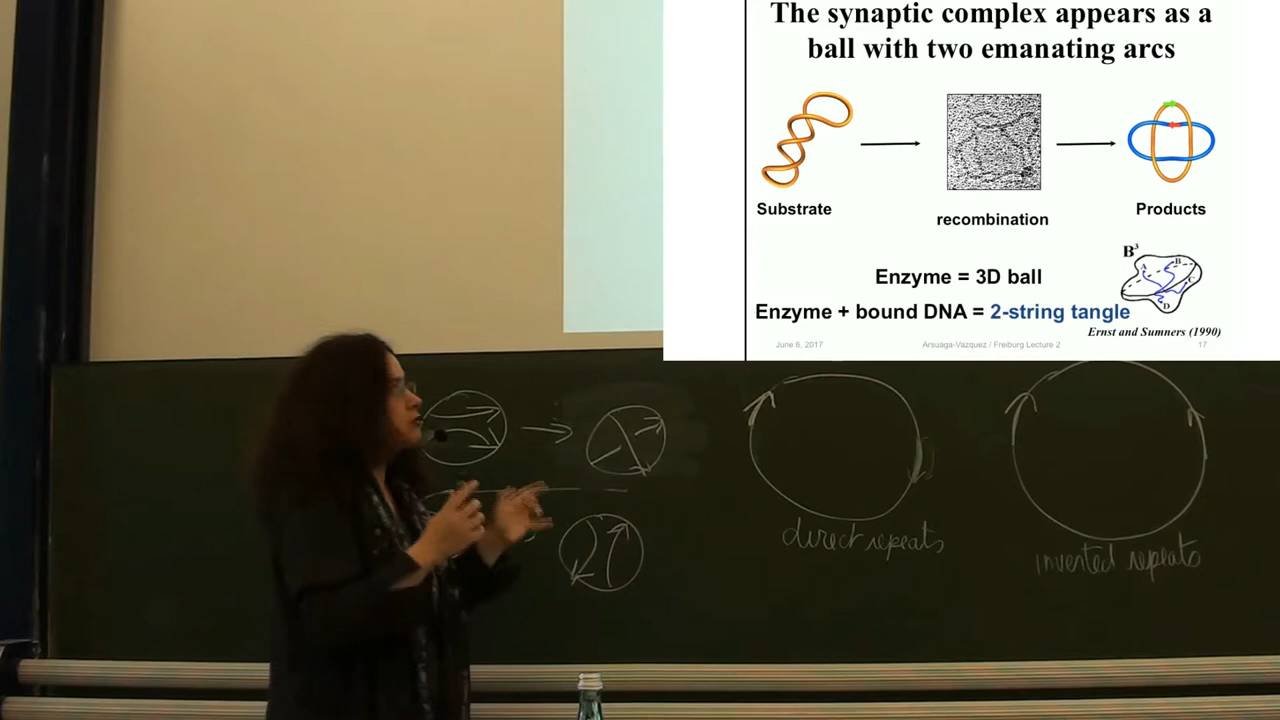 The synaptic complex appears as a
ball with two emanating arcs
Substrate
recombination
Products
B³
A
B
C
D
Enzyme = 3D ball
Enzyme + bound DNA = 2-string tangle
Ernst and Sumners (1990)
June 6, 2017
Arsuaga-Vazquez / Freiburg Lecture 2
17
direct repeats
inverted repeats